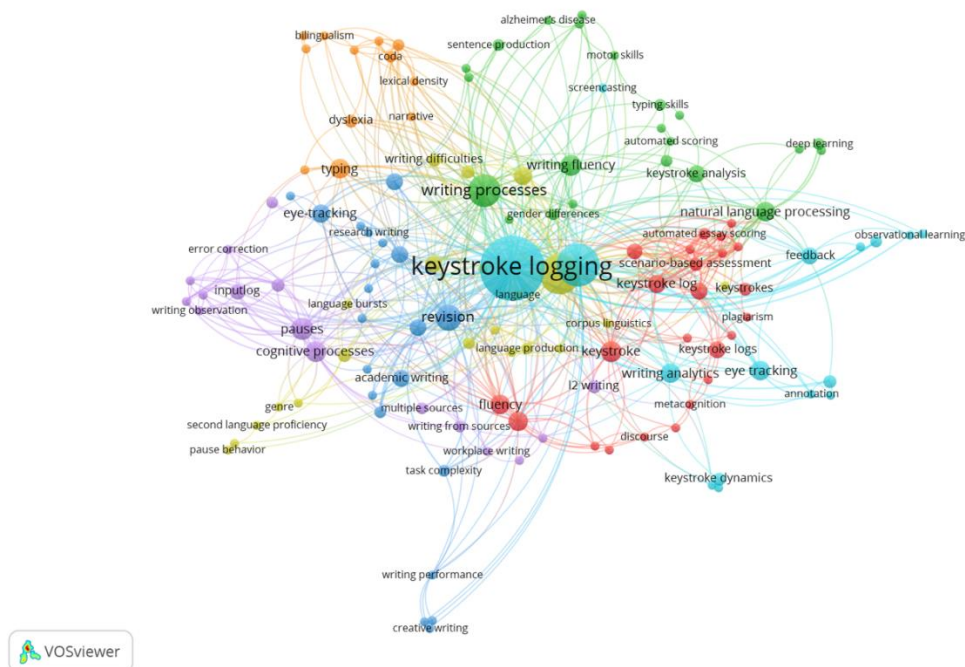 alzheimer's disease
bilingualism
sentence production
coda
motor skills
lexical density
screencasting
typing skills
narrative
dyslexia
automated scoring
deep learning
writing difficulties
writing fluency
typing
keystroke analysis
writing processes
eye-tracking
gender differences
natural language processing
research writing
automated essay scoring
observational learning
error correction
feedback
scenario-based assessment
keystroke logging
keystroke log
inputlog
keystrokes
language
language bursts
writing observation
revision
plagiarism
corpus linguistics
pauses
language production
keystroke
keystroke logs
cognitive processes
writing analytics
eye tracking
academic writing
l2 writing
annotation
genre
multiple sources
fluency
metacognition
second language proficiency
writing from sources
discourse
pause behavior
workplace writing
task complexity
keystroke dynamics
writing performance
creative writing
VOSviewer